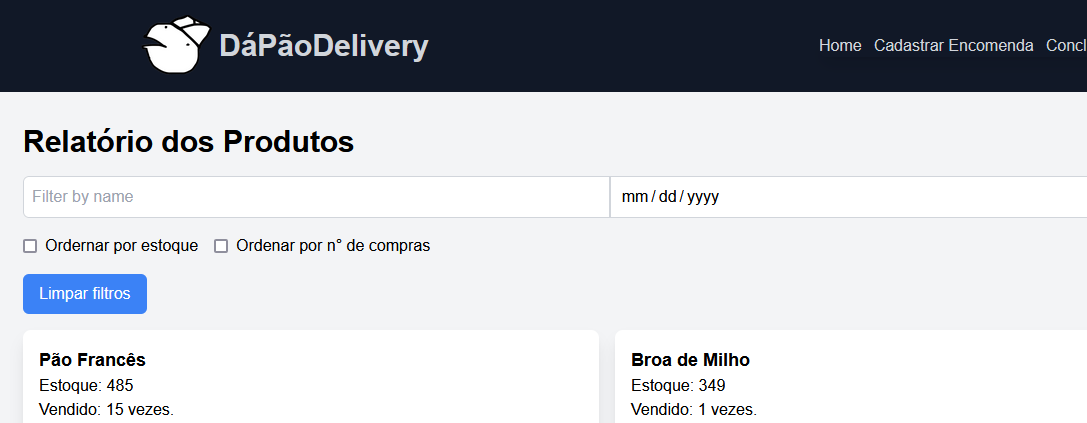 DáPãoDelivery
Home Cadastrar Encomenda Concl
Relatório dos Produtos
Filter by name
mm/dd/yyyy
Ordernar por estoque Ordenar por n° de compras
Limpar filtros
Pão Francês
Estoque: 485
Vendido: 15 vezes.
Broa de Milho
Estoque: 349
Vendido: 1 vezes.